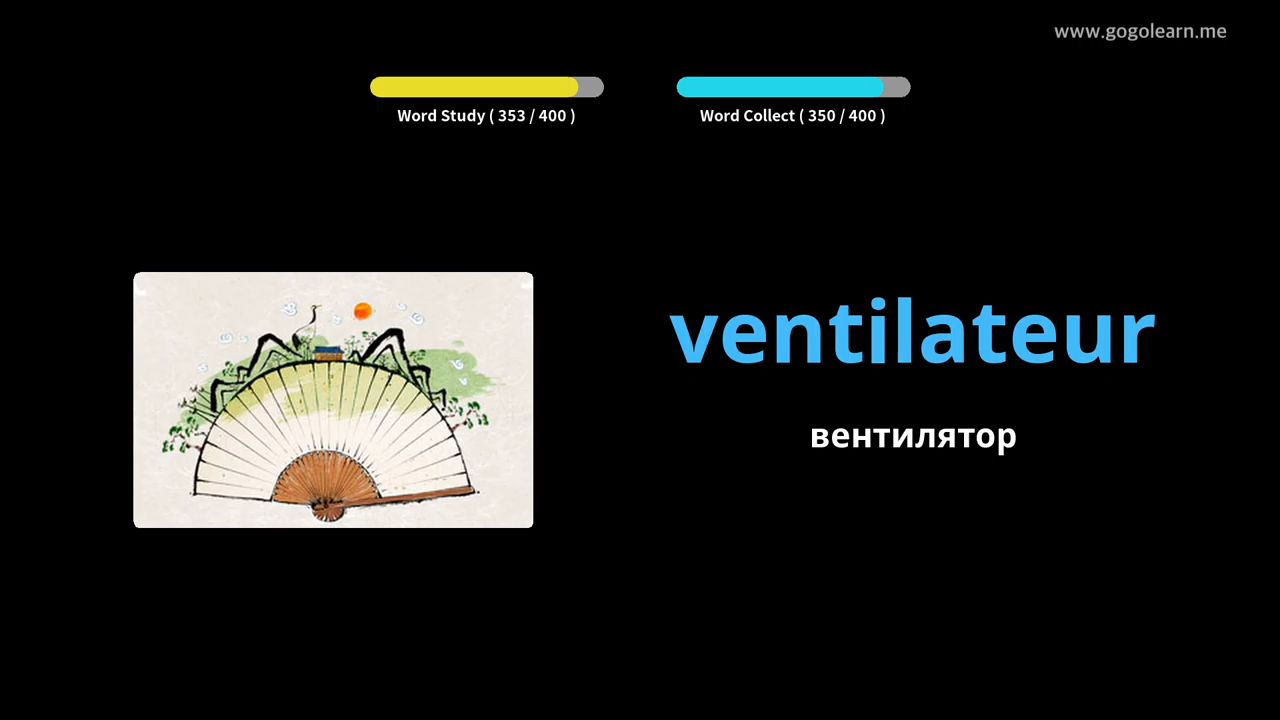 www.gogolearn.me
Word Study ( 353 / 400 )
Word Collect ( 350 / 400 )
ventilateur
вентилятор